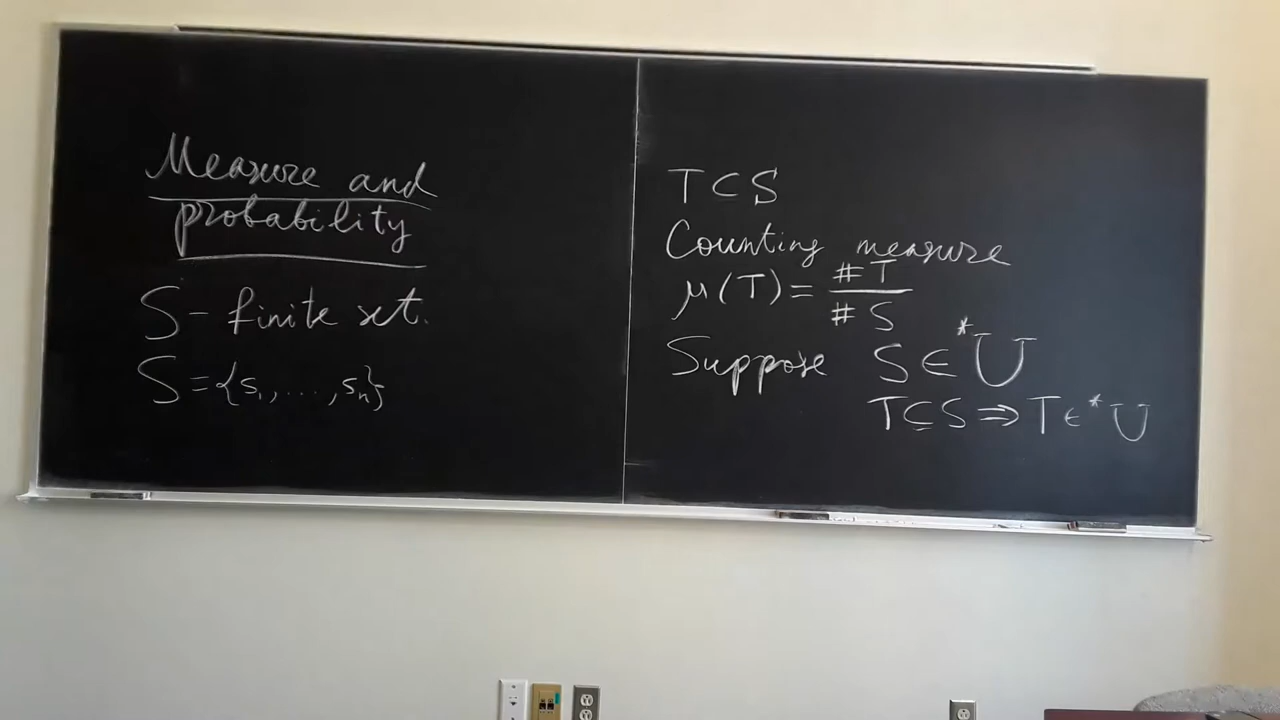 Measure and
probability
S - finite set.
S = {s₁, ..., sₙ}
T ⊂ S
Counting measure
μ(T) = #T / #S
Suppose S ∈ *U
T ⊆ S ⇒ T ∈ *U